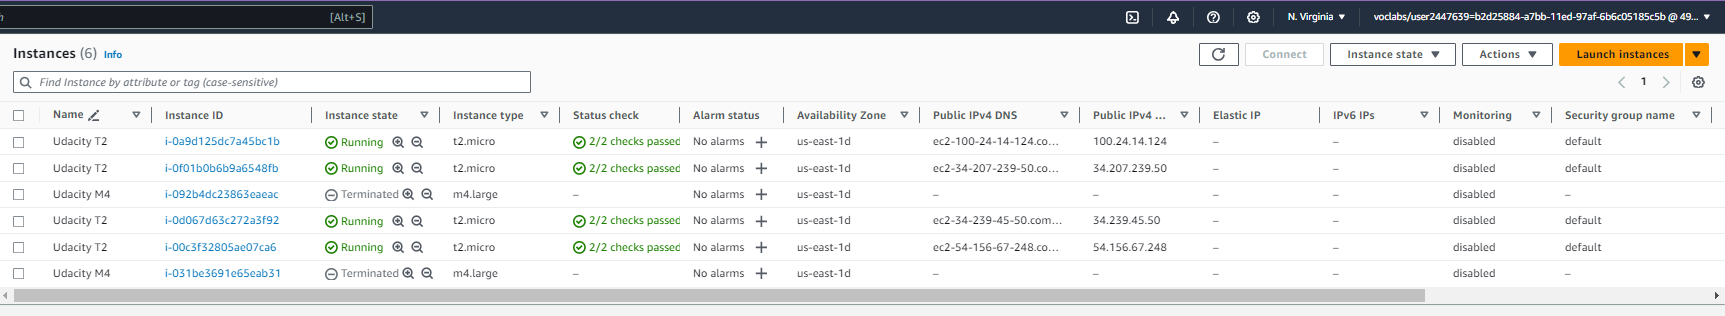 [Alt+S] N. Virginia voclabs/user2447639=b2d25884-a7bb-11ed-97af-6b6c05185c5b @ 49...
Instances (6) Info Connect Instance state Actions Launch instances
Find Instance by attribute or tag (case-sensitive) 1
Name Instance ID Instance state Instance type Status check Alarm status Availability Zone Public IPv4 DNS Public IPv4 ... Elastic IP IPv6 IPs Monitoring Security group name
Udacity T2 i-0a9d125dc7a45bc1b Running t2.micro 2/2 checks passed No alarms + us-east-1d ec2-100-24-14-124.co... 100.24.14.124 – – disabled default
Udacity T2 i-0f01b0b6b9a6548fb Running t2.micro 2/2 checks passed No alarms + us-east-1d ec2-34-207-239-50.co... 34.207.239.50 – – disabled default
Udacity M4 i-092b4dc23863eaeac Terminated m4.large – No alarms + us-east-1d – – – – disabled –
Udacity T2 i-0d067d63c272a3f92 Running t2.micro 2/2 checks passed No alarms + us-east-1d ec2-34-239-45-50.com... 34.239.45.50 – – disabled default
Udacity T2 i-00c3f32805ae07ca6 Running t2.micro 2/2 checks passed No alarms + us-east-1d ec2-54-156-67-248.co... 54.156.67.248 – – disabled default
Udacity M4 i-031be3691e65eab31 Terminated m4.large – No alarms + us-east-1d – – – – disabled –